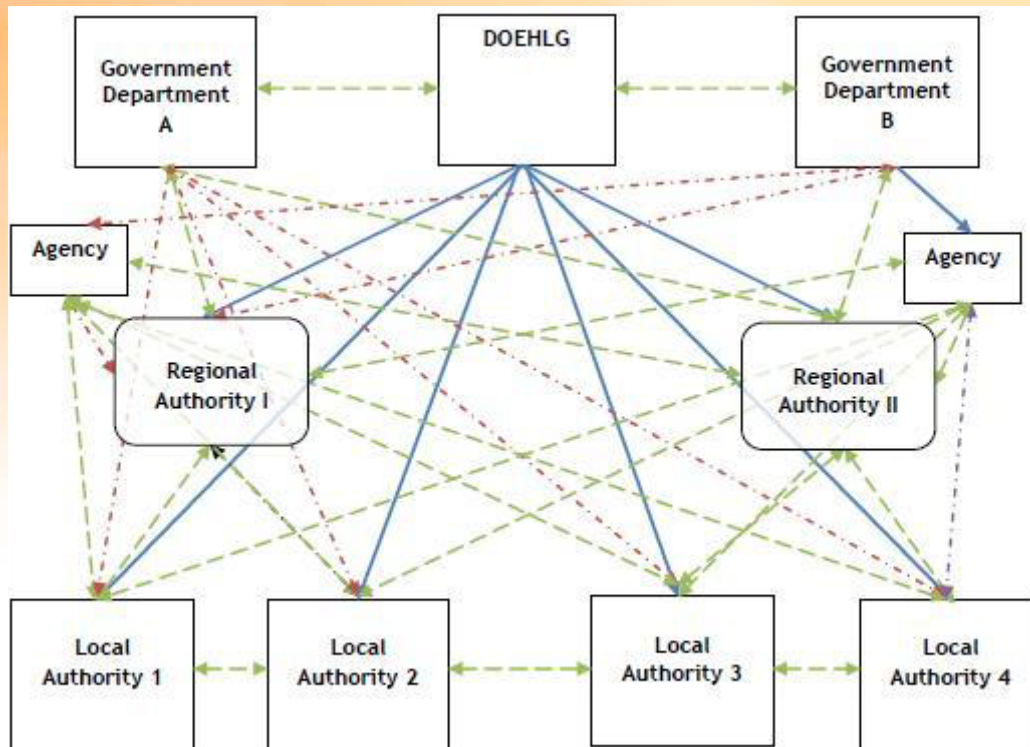 Government
Department
A
DOEHLG
Government
Department
B
Agency
Agency
Regional
Authority I
Regional
Authority II
Local
Authority 1
Local
Authority 2
Local
Authority 3
Local
Authority 4